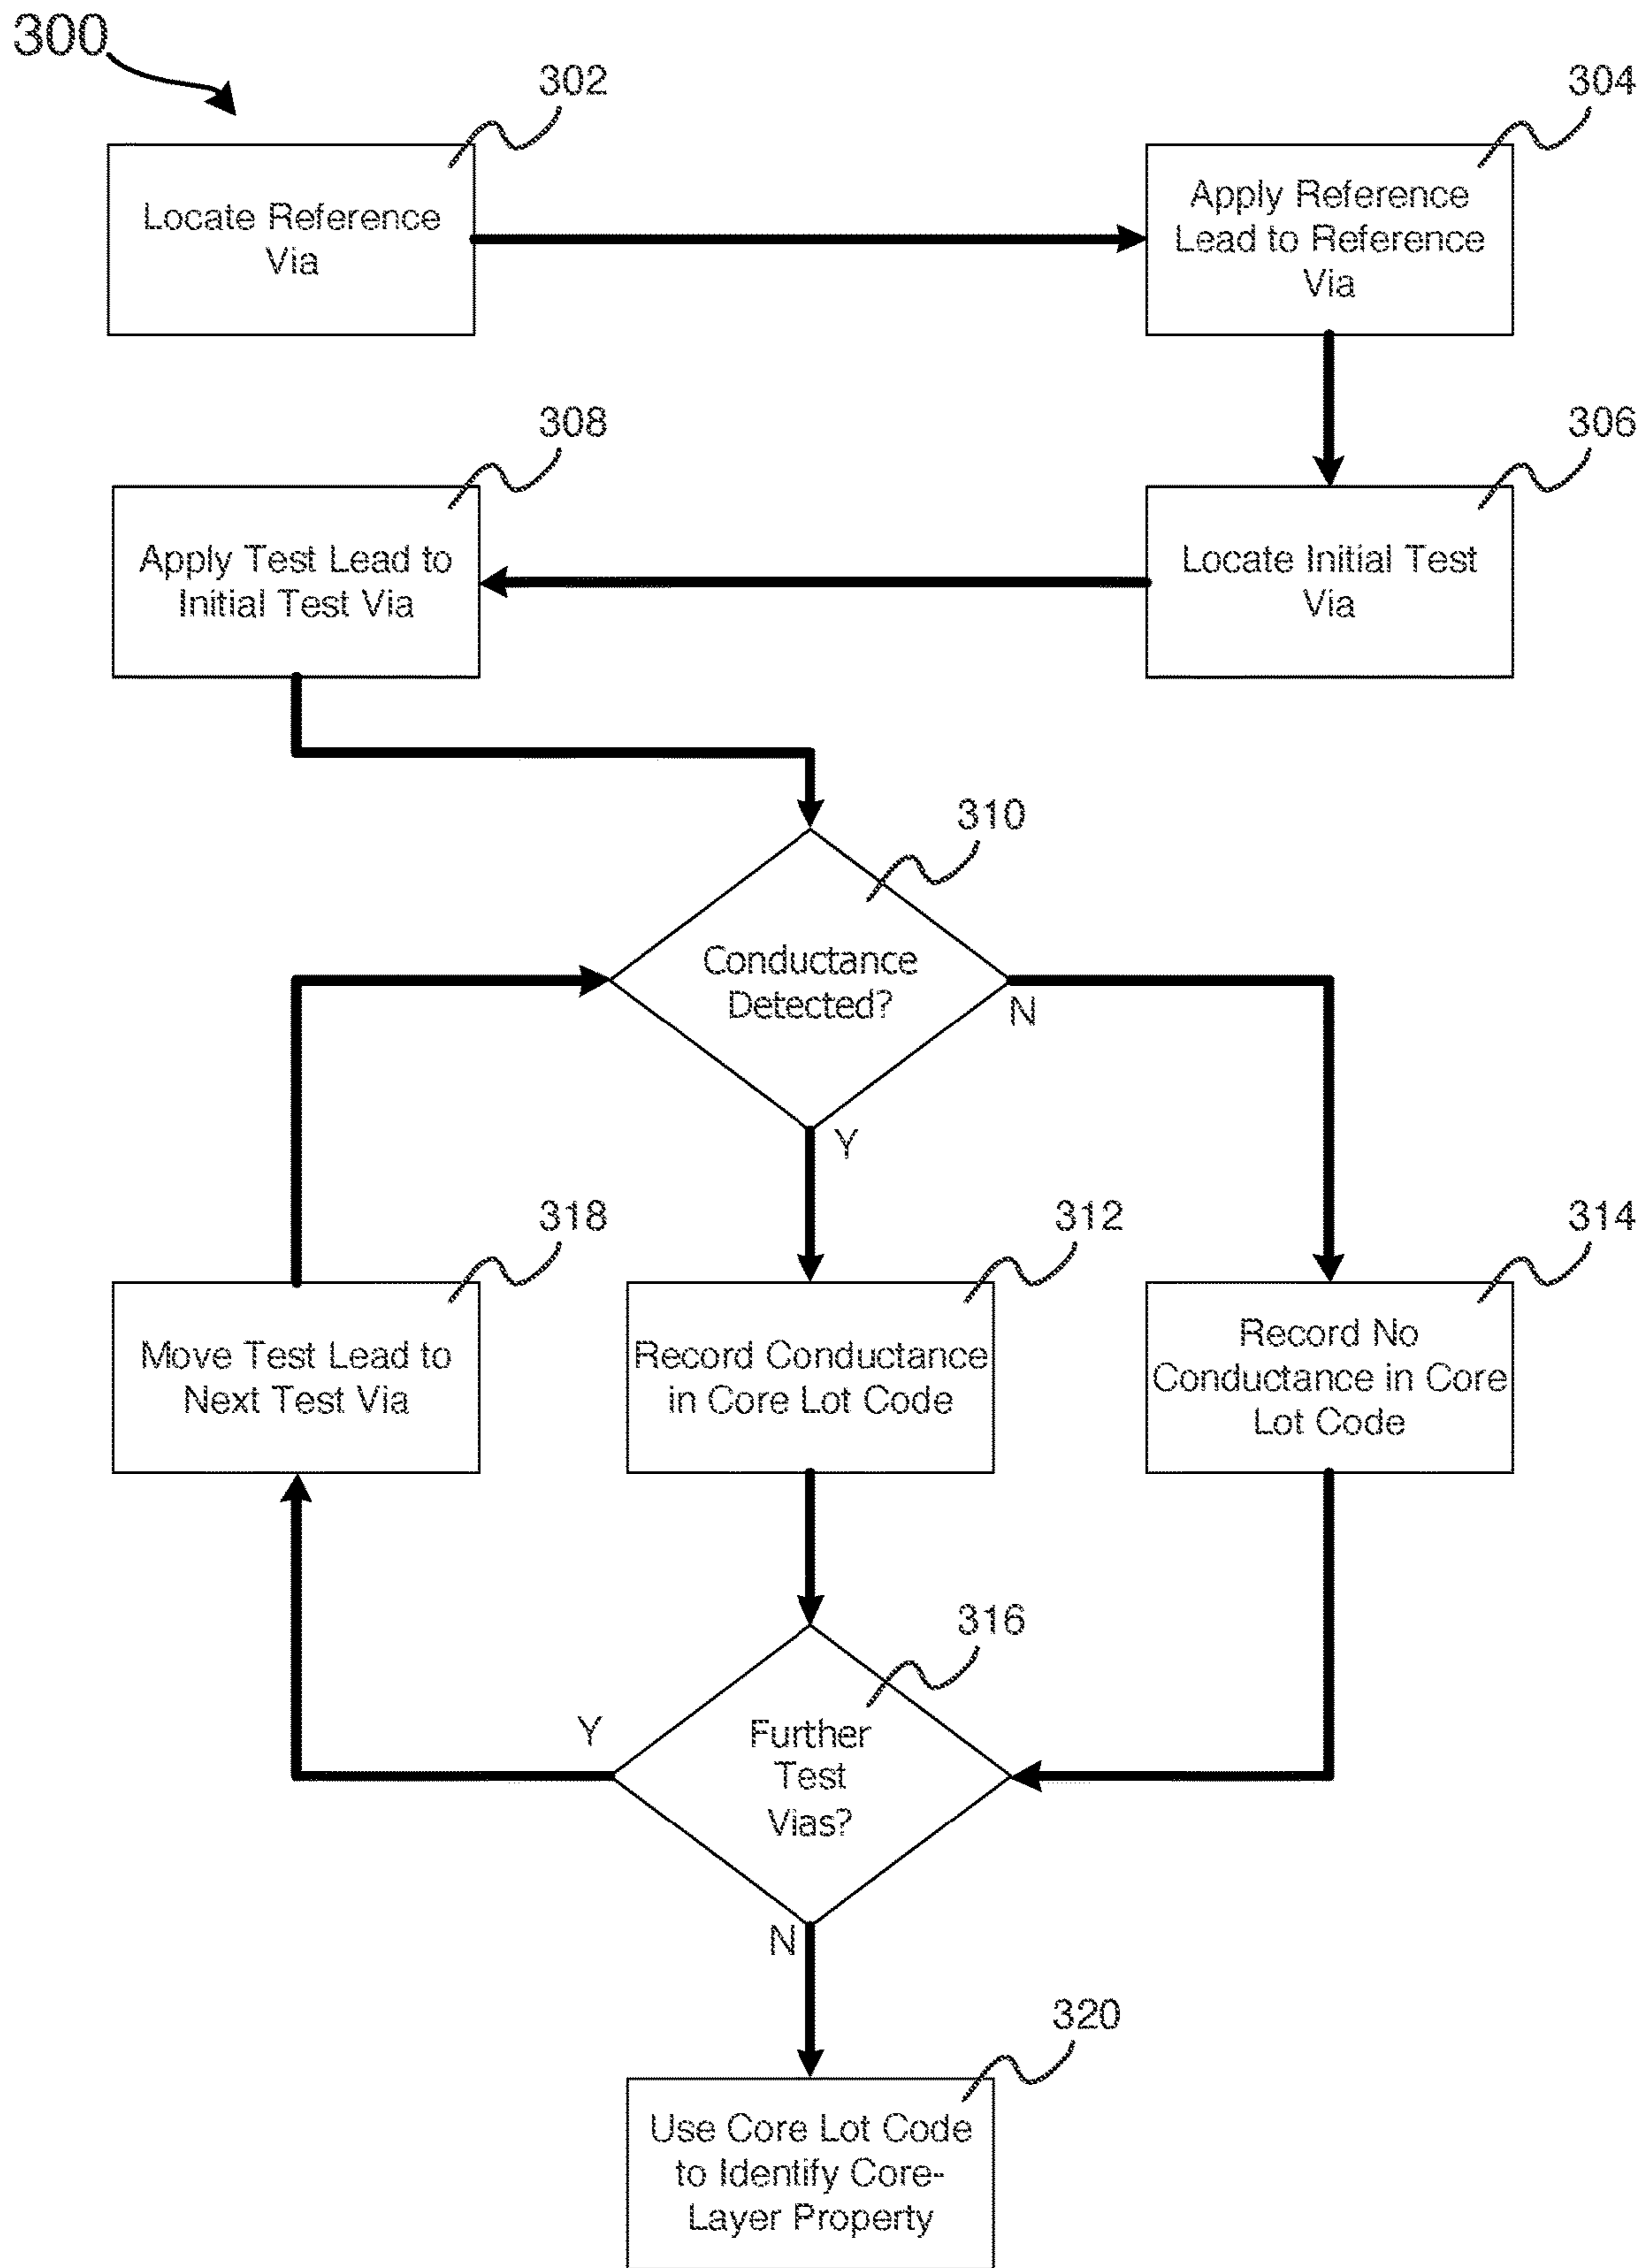 300
302
Locate Reference
Via
304
Apply Reference
Lead to Reference
Via
308
Apply Test Lead to
Initial Test Via
306
Locate Initial Test
Via
310
Conductance
Detected?
N
Y
318
Move Test Lead to
Next Test Via
312
Record Conductance
in Core Lot Code
314
Record No
Conductance in Core
Lot Code
316
Further
Test
Vias?
Y
N
320
Use Core Lot Code
to Identify Core-
Layer Property